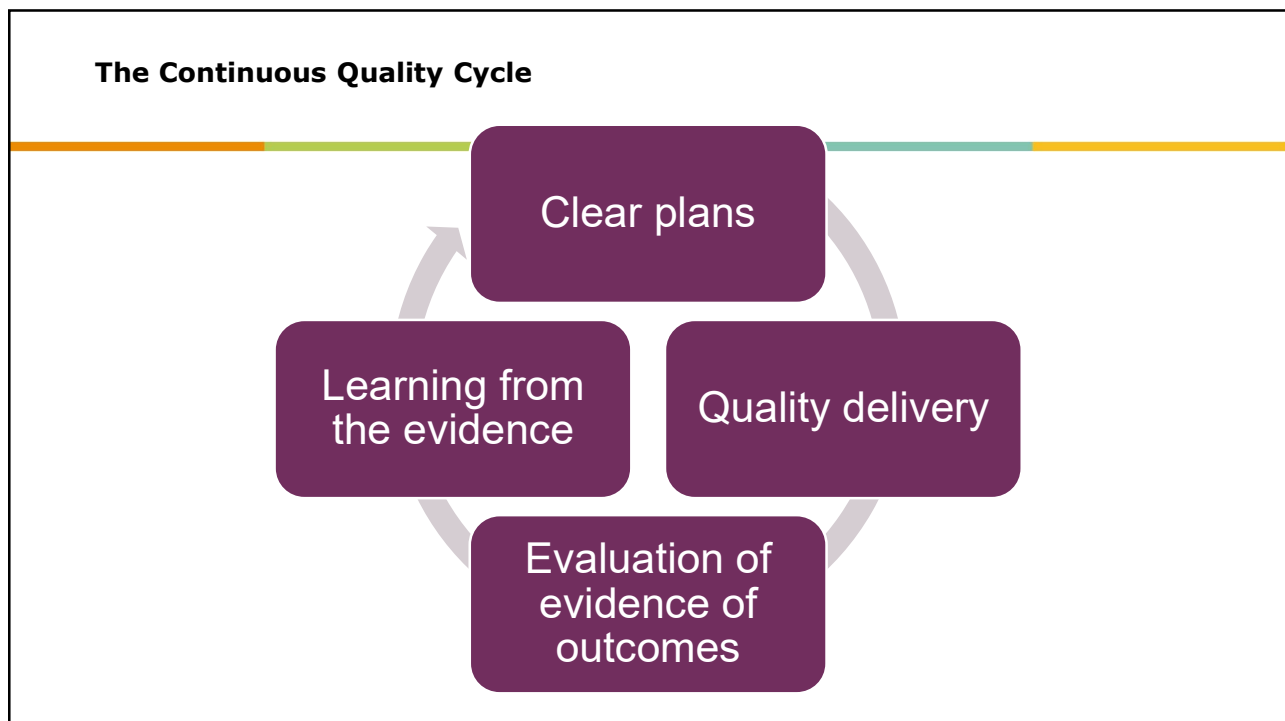 The Continuous Quality Cycle
Clear plans
Quality delivery
Evaluation of
evidence of
outcomes
Learning from
the evidence